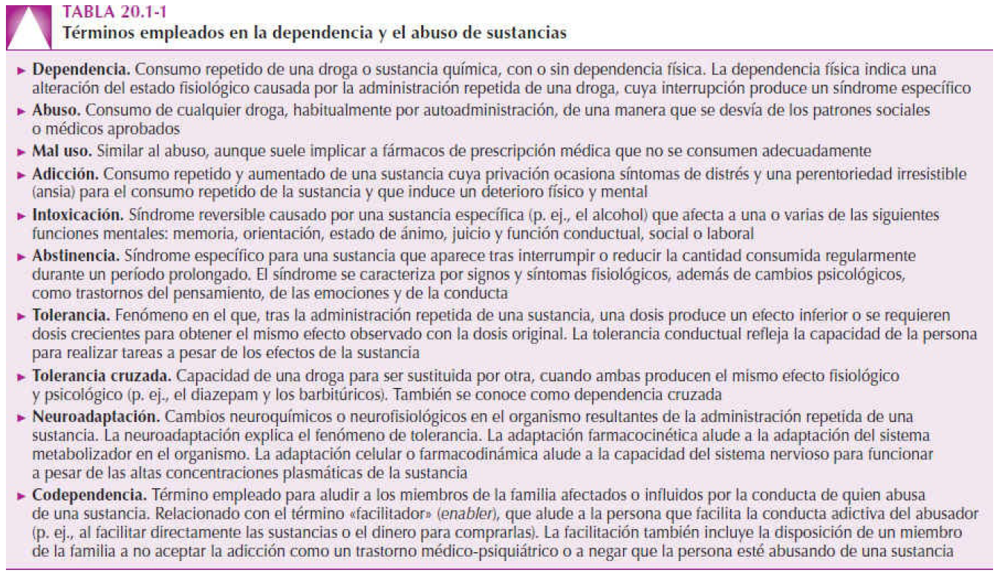 TABLA 20.1-1
Términos empleados en la dependencia y el abuso de sustancias
► Dependencia. Consumo repetido de una droga o sustancia química, con o sin dependencia física. La dependencia física indica una
alteración del estado fisiológico causada por la administración repetida de una droga, cuya interrupción produce un síndrome específico
► Abuso. Consumo de cualquier droga, habitualmente por autoadministración, de una manera que se desvía de los patrones sociales
o médicos aprobados
► Mal uso. Similar al abuso, aunque suele implicar a fármacos de prescripción médica que no se consumen adecuadamente
► Adicción. Consumo repetido y aumentado de una sustancia cuya privación ocasiona síntomas de distrés y una perentoriedad irresistible
(ansia) para el consumo repetido de la sustancia y que induce un deterioro físico y mental
► Intoxicación. Síndrome reversible causado por una sustancia específica (p. ej., el alcohol) que afecta a una o varias de las siguientes
funciones mentales: memoria, orientación, estado de ánimo, juicio y función conductual, social o laboral
► Abstinencia. Síndrome específico para una sustancia que aparece tras interrumpir o reducir la cantidad consumida regularmente
durante un período prolongado. El síndrome se caracteriza por signos y síntomas fisiológicos, además de cambios psicológicos,
como trastornos del pensamiento, de las emociones y de la conducta
► Tolerancia. Fenómeno en el que, tras la administración repetida de una sustancia, una dosis produce un efecto inferior o se requieren
dosis crecientes para obtener el mismo efecto observado con la dosis original. La tolerancia conductual refleja la capacidad de la persona
para realizar tareas a pesar de los efectos de la sustancia
► Tolerancia cruzada. Capacidad de una droga para ser sustituida por otra, cuando ambas producen el mismo efecto fisiológico
y psicológico (p. ej., el diazepam y los barbitúricos). También se conoce como dependencia cruzada
► Neuroadaptación. Cambios neuroquímicos o neurofisiológicos en el organismo resultantes de la administración repetida de una
sustancia. La neuroadaptación explica el fenómeno de tolerancia. La adaptación farmacocinética alude a la adaptación del sistema
metabolizador en el organismo. La adaptación celular o farmacodinámica alude a la capacidad del sistema nervioso para funcionar
a pesar de las altas concentraciones plasmáticas de la sustancia
► Codependencia. Término empleado para aludir a los miembros de la familia afectados o influidos por la conducta de quien abusa
de una sustancia. Relacionado con el término «facilitador» (enabler), que alude a la persona que facilita la conducta adictiva del abusador
(p. ej., al facilitar directamente las sustancias o el dinero para comprarlas). La facilitación también incluye la disposición de un miembro
de la familia a no aceptar la adicción como un trastorno médico-psiquiátrico o a negar que la persona esté abusando de una sustancia